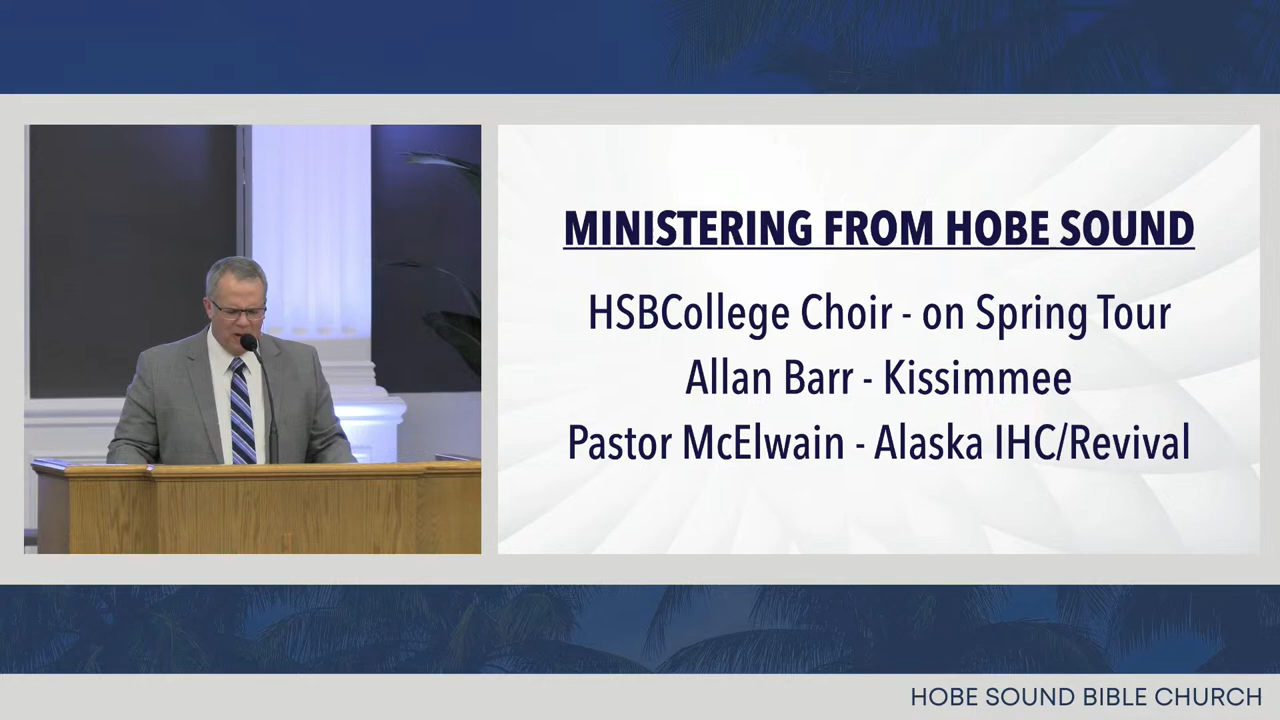 MINISTERING FROM HOBE SOUND
HSBCollege Choir - on Spring Tour
Allan Barr - Kissimmee
Pastor McElwain - Alaska IHC/Revival
HOBE SOUND BIBLE CHURCH